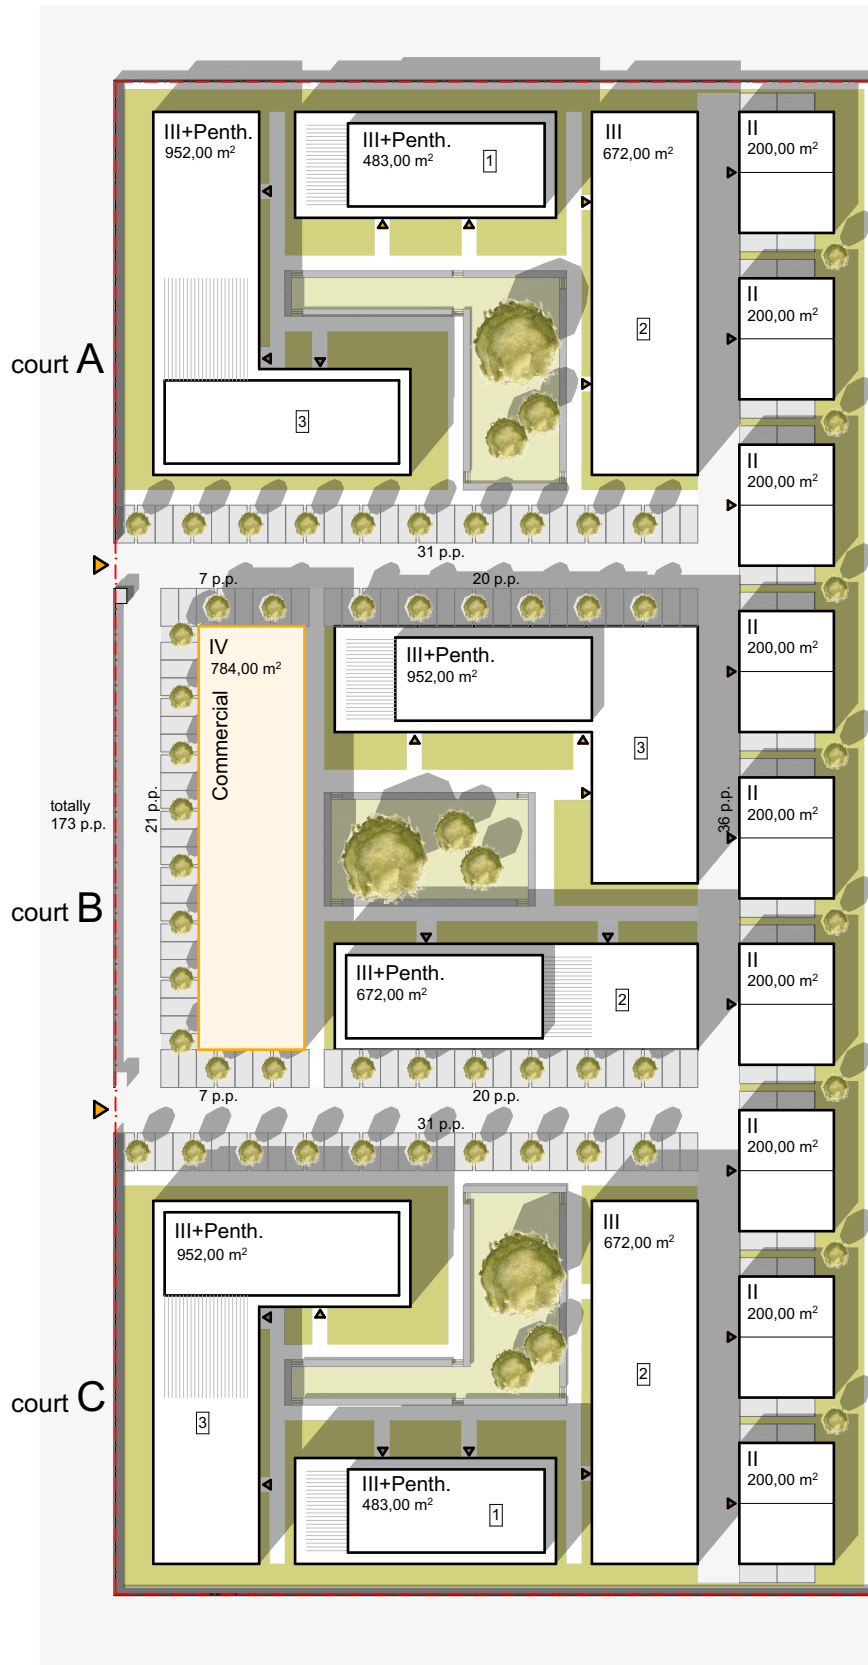 III+Penth.
952,00 m²
III+Penth.
483,00 m²
1
III
672,00 m²
II
200,00 m²
II
200,00 m²
2
court A
3
II
200,00 m²
31 p.p.
7 p.p.
20 p.p.
IV
784,00 m²
Commercial
III+Penth.
952,00 m²
3
II
200,00 m²
totally
173 p.p.
21 p.p.
36 p.p.
II
200,00 m²
court B
III+Penth.
672,00 m²
2
II
200,00 m²
7 p.p.
20 p.p.
31 p.p.
II
200,00 m²
III+Penth.
952,00 m²
III
672,00 m²
II
200,00 m²
2
court C
3
III+Penth.
483,00 m²
1
II
200,00 m²